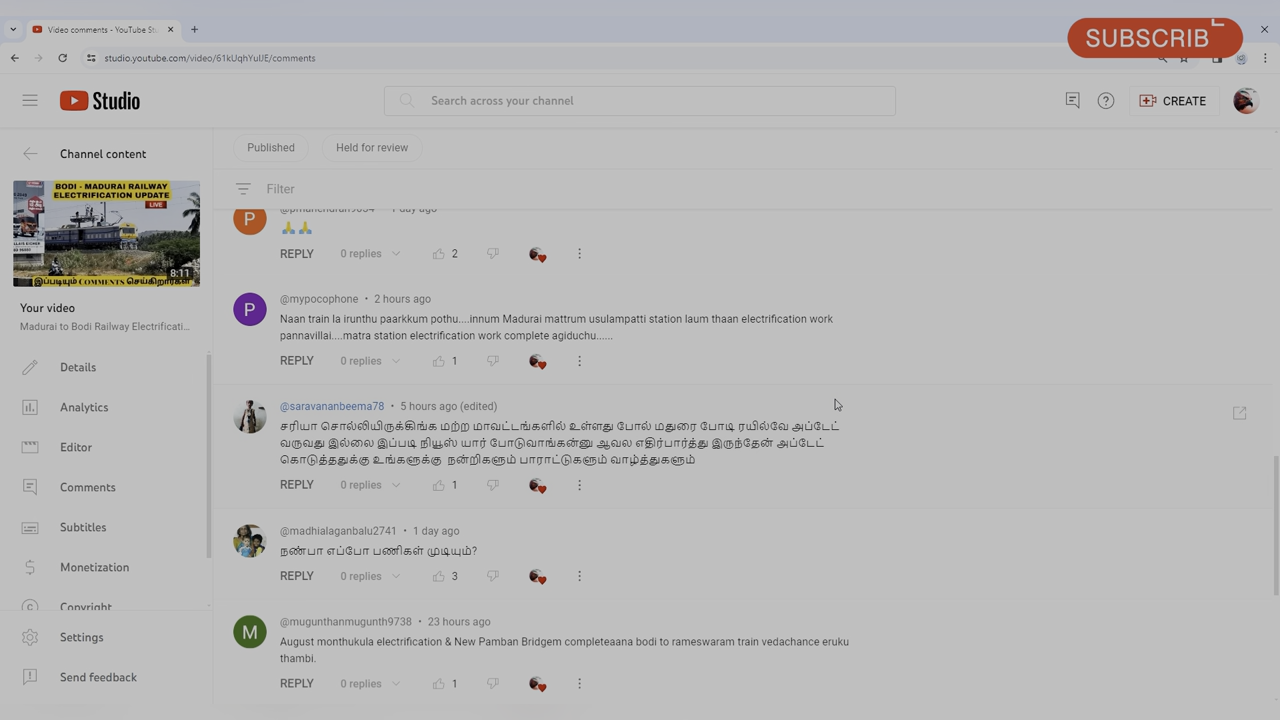 Video comments - YouTube St
SUBSCRIB
studio.youtube.com/video/61kUqhYulJE/comments
Studio
Search across your channel
CREATE
Channel content
Published
Held for review
Filter
BODI - MADURAI RAILWAY
ELECTRIFICATION UPDATE
LIVE
8:11
இப்படியும் COMMENTS செய்கிறார்கள்
Your video
Madurai to Bodi Railway Electrificati...
Details
Analytics
Editor
Comments
Subtitles
Monetization
Copyright
Settings
Send feedback
1 day ago
P
🙏🙏
REPLY 0 replies 2
P
@mypocophone • 2 hours ago
Naan train la irunthu paarkkum pothu....innum Madurai mattrum usulampatti station laum thaan electrification work
pannavillai....matra station electrification work complete agiduchu......
REPLY 0 replies 1
@saravananbeema78 • 5 hours ago (edited)
சரியா சொல்லியிருக்கிங்க மற்ற மாவட்டங்களில் உள்ளது போல் மதுரை போடி ரயில்வே அப்டேட்
வருவது இல்லை இப்படி நியூஸ் யார் போடுவாங்கன்னு ஆவல எதிர்பார்த்து இருந்தேன் அப்டேட்
கொடுத்ததுக்கு உங்களுக்கு நன்றிகளும் பாராட்டுகளும் வாழ்த்துகளும்
REPLY 0 replies 1
@madhialaganbalu2741 • 1 day ago
நண்பா எப்போ பணிகள் முடியும்?
REPLY 0 replies 3
M
@mugunthanmugunth9738 • 23 hours ago
August monthukula electrification & New Pamban Bridgem completeaana bodi to rameswaram train vedachance eruku
thambi.
REPLY 0 replies 1